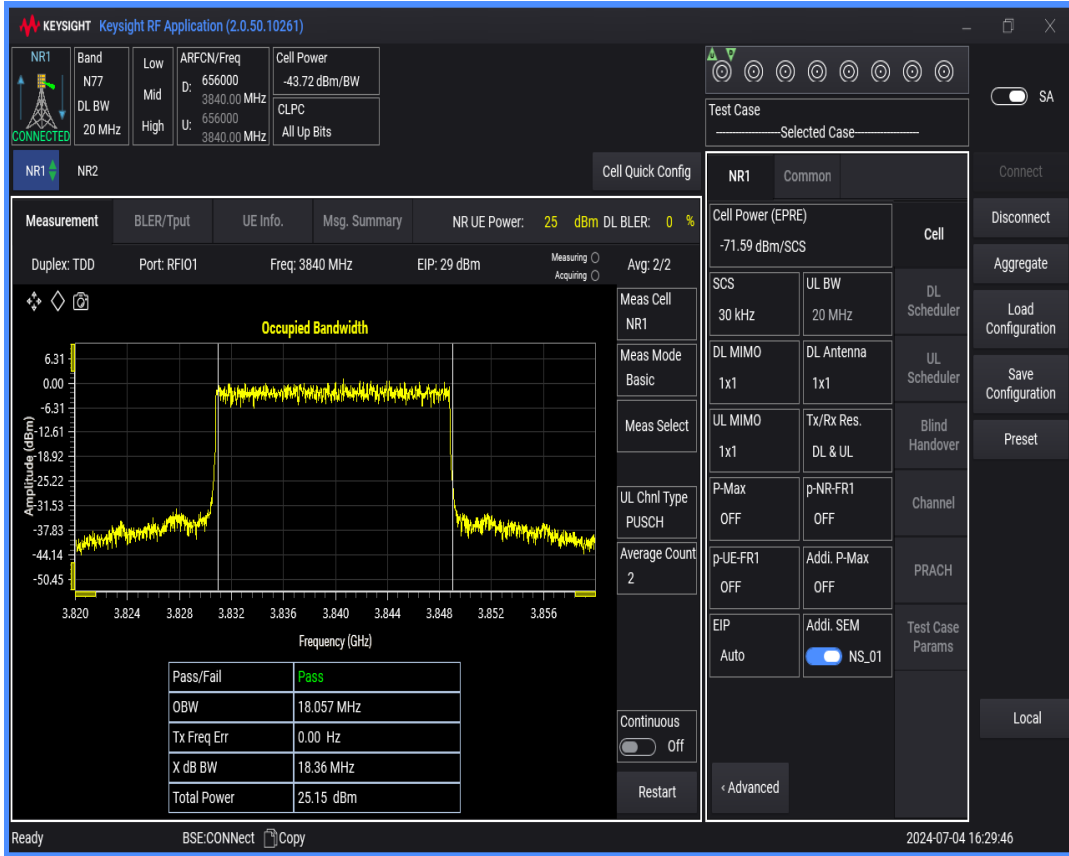 KEYSIGHT Keysight RF Application (2.0.50.10261)
NR1
CONNECTED
Band
N77
DL BW
20 MHz
Low
Mid
High
ARFCN/Freq
D: 656000
3840.00 MHz
U: 656000
3840.00 MHz
Cell Power
-43.72 dBm/BW
CLPC
All Up Bits
Test Case
--------------------Selected Case--------------------
SA
NR1 NR2
Cell Quick Config
Measurement BLER/Tput UE Info. Msg. Summary NR UE Power: 25 dBm DL BLER: 0 %
Duplex: TDD Port: RFIO1 Freq: 3840 MHz EIP: 29 dBm Measuring Acquiring Avg: 2/2
Occupied Bandwidth
Amplitude (dBm)
6.31
0.00
-6.31
-12.61
-18.92
-25.22
-31.53
-37.83
-44.14
-50.45
3.820 3.824 3.828 3.832 3.836 3.840 3.844 3.848 3.852 3.856
Frequency (GHz)
Pass/Fail Pass
OBW 18.057 MHz
Tx Freq Err 0.00 Hz
X dB BW 18.36 MHz
Total Power 25.15 dBm
Meas Cell
NR1
Meas Mode
Basic
Meas Select
UL Chnl Type
PUSCH
Average Count
2
Continuous
Off
Restart
NR1 Common
Cell Power (EPRE)
-71.59 dBm/SCS
SCS
30 kHz
UL BW
20 MHz
DL MIMO
1x1
DL Antenna
1x1
UL MIMO
1x1
Tx/Rx Res.
DL & UL
P-Max
OFF
p-NR-FR1
OFF
p-UE-FR1
OFF
Addi. P-Max
OFF
EIP
Auto
Addi. SEM
NS_01
‹ Advanced
Cell
DL
Scheduler
UL
Scheduler
Blind
Handover
Channel
PRACH
Test Case
Params
Connect
Disconnect
Aggregate
Load
Configuration
Save
Configuration
Preset
Local
Ready BSE:CONNect Copy 2024-07-04 16:29:46